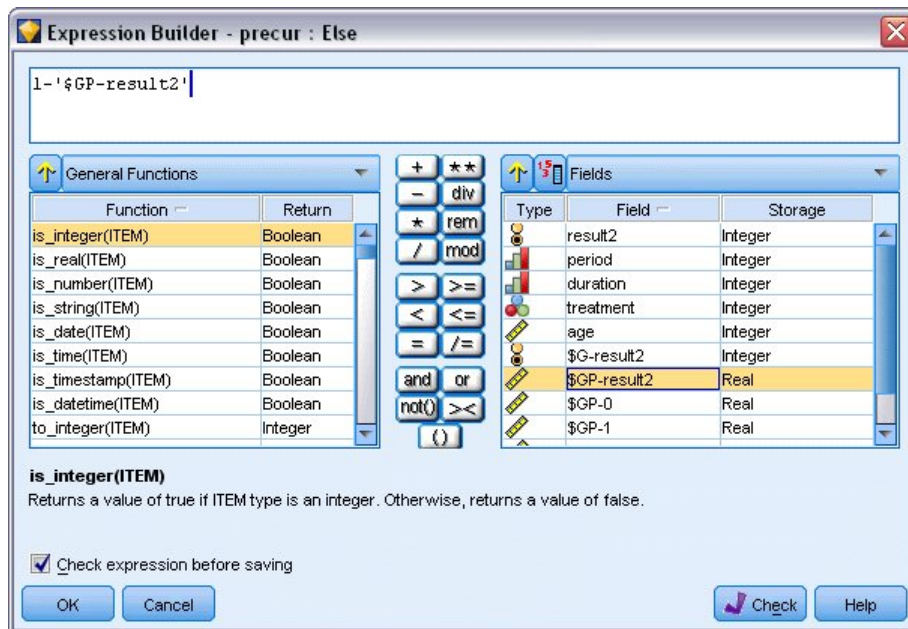 Expression Builder - precur : Else
1-'$GP-result2'
General Functions
Function Return
is_integer(ITEM) Boolean
is_real(ITEM) Boolean
is_number(ITEM) Boolean
is_string(ITEM) Boolean
is_date(ITEM) Boolean
is_time(ITEM) Boolean
is_timestamp(ITEM) Boolean
is_datetime(ITEM) Boolean
to_integer(ITEM) Integer
+ **
- div
* rem
/ mod
> >=
< <=
= /=
and or
not() ><
()
Fields
Type Field Storage
result2 Integer
period Integer
duration Integer
treatment Integer
age Integer
$G-result2 Integer
$GP-result2 Real
$GP-0 Real
$GP-1 Real
is_integer(ITEM)
Returns a value of true if ITEM type is an integer. Otherwise, returns a value of false.
Check expression before saving
OK Cancel Check Help